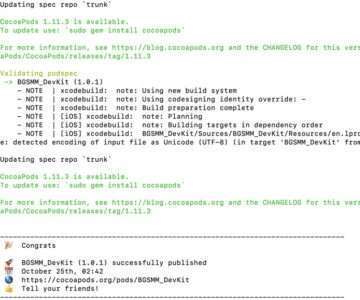 Updating spec repo `trunk`
CocoaPods 1.11.3 is available.
To update use: `sudo gem install cocoapods`
For more information, see https://blog.cocoapods.org and the CHANGELOG for this vers
aPods/CocoaPods/releases/tag/1.11.3
Validating podspec
-> BGSMM_DevKit (1.0.1)
- NOTE | xcodebuild: note: Using new build system
- NOTE | xcodebuild: note: Using codesigning identity override: -
- NOTE | xcodebuild: note: Build preparation complete
- NOTE | [iOS] xcodebuild: note: Planning
- NOTE | [iOS] xcodebuild: note: Building targets in dependency order
- NOTE | [iOS] xcodebuild: BGSMM_DevKit/Sources/BGSMM_DevKit/Resources/en.lpro
e: detected encoding of input file as Unicode (UTF-8) (in target 'BGSMM_DevKit' from
Updating spec repo `trunk`
CocoaPods 1.11.3 is available.
To update use: `sudo gem install cocoapods`
For more information, see https://blog.cocoapods.org and the CHANGELOG for this vers
aPods/CocoaPods/releases/tag/1.11.3
Congrats
BGSMM_DevKit (1.0.1) successfully published
October 25th, 02:42
https://cocoapods.org/pods/BGSMM_DevKit
Tell your friends!